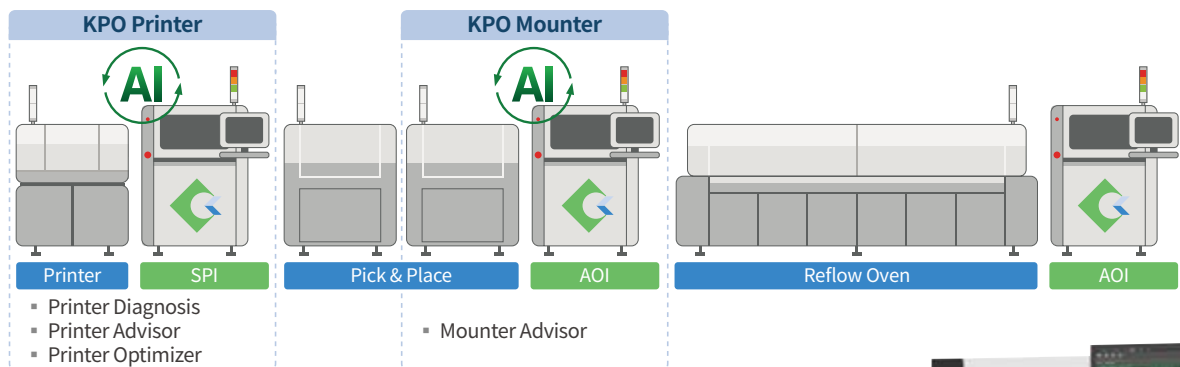 KPO Printer
KPO Mounter
AI
AI
Printer
SPI
Pick & Place
AOI
Reflow Oven
AOI
▪ Printer Diagnosis
▪ Printer Advisor
▪ Printer Optimizer
▪ Mounter Advisor